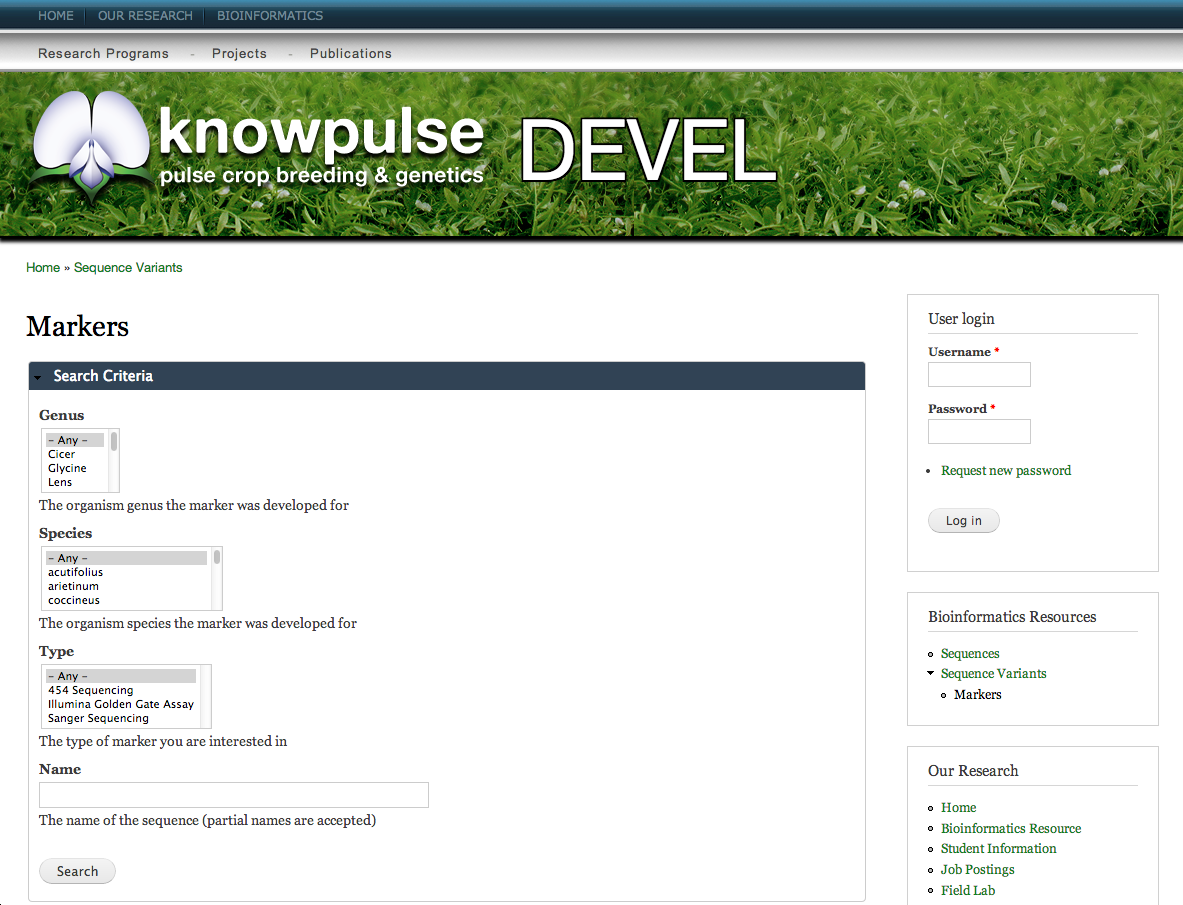 HOME OUR RESEARCH BIOINFORMATICS
Research Programs - Projects - Publications
knowpulse DEVEL
pulse crop breeding & genetics
Home » Sequence Variants
Markers
Search Criteria
Genus
- Any -
Cicer
Glycine
Lens
The organism genus the marker was developed for
Species
- Any -
acutifolius
arietinum
coccineus
The organism species the marker was developed for
Type
- Any -
454 Sequencing
Illumina Golden Gate Assay
Sanger Sequencing
The type of marker you are interested in
Name
The name of the sequence (partial names are accepted)
Search
User login
Username *
Password *
Request new password
Log in
Bioinformatics Resources
Sequences
Sequence Variants
Markers
Our Research
Home
Bioinformatics Resource
Student Information
Job Postings
Field Lab